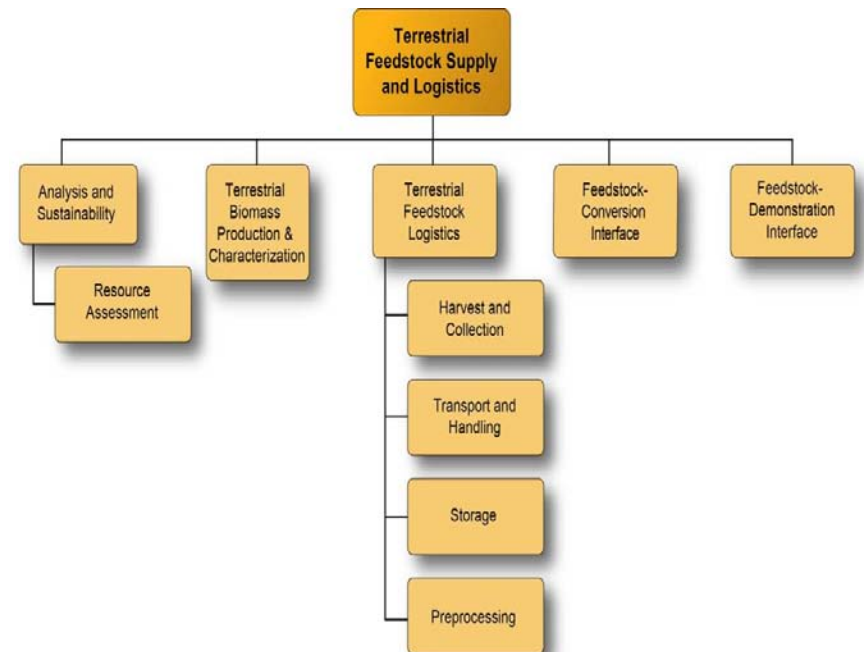 Terrestrial
Feedstock Supply
and Logistics
Analysis and
Sustainability
Resource
Assessment
Terrestrial
Biomass
Production &
Characterization
Terrestrial
Feedstock
Logistics
Harvest and
Collection
Transport and
Handling
Storage
Preprocessing
Feedstock-
Conversion
Interface
Feedstock-
Demonstration
Interface